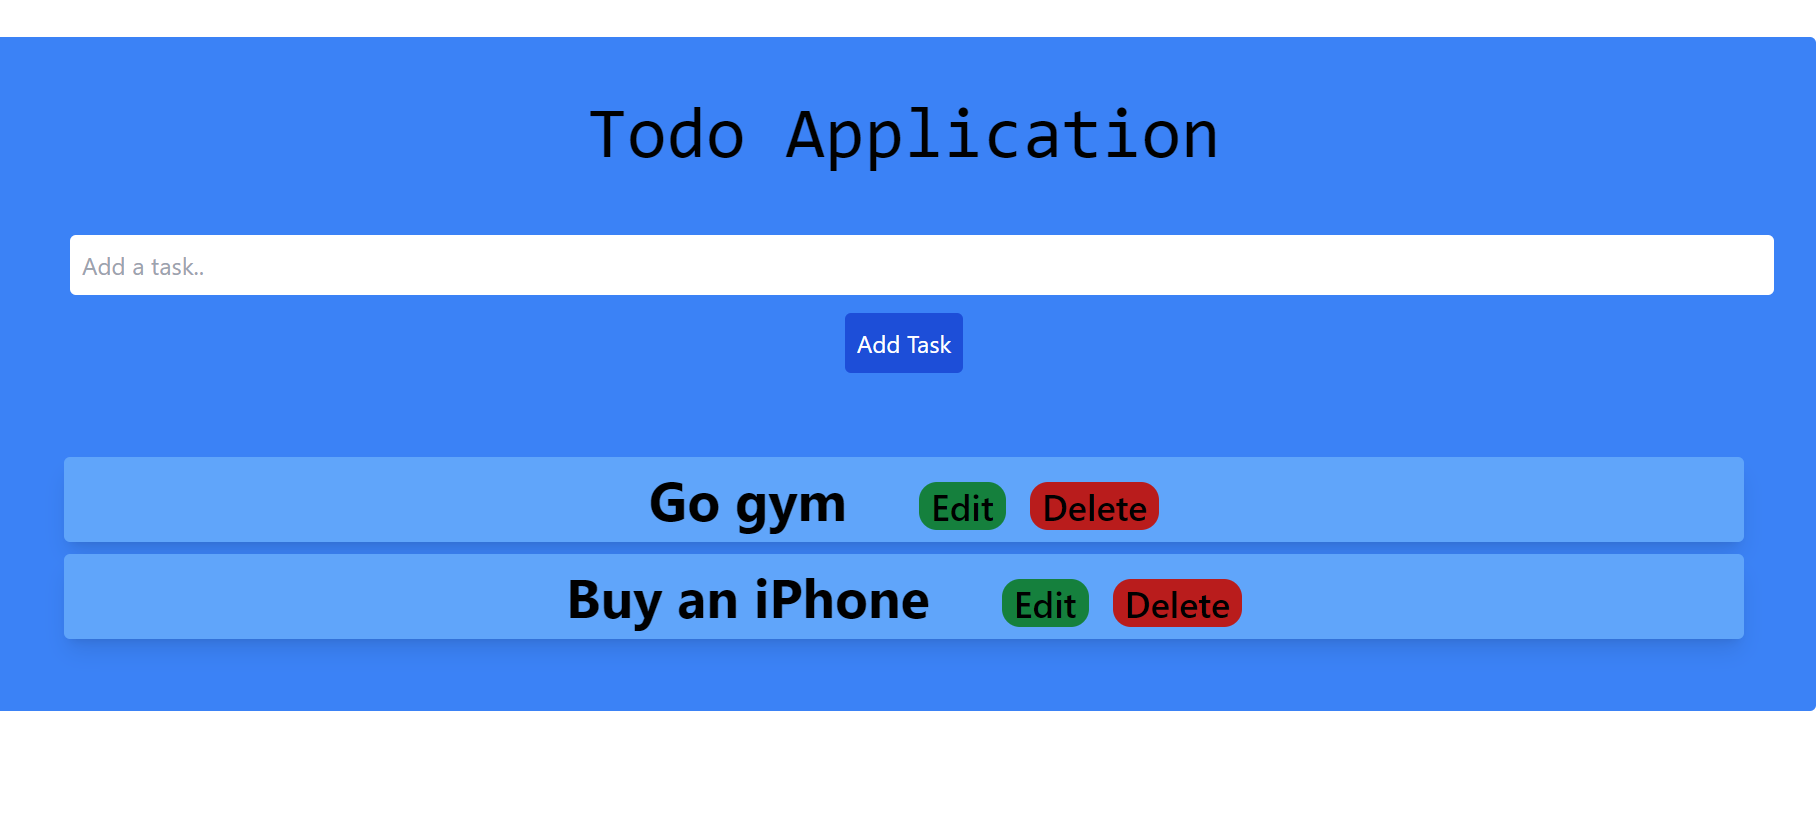 Todo Application
Add a task..
Add Task
Go gym Edit Delete
Buy an iPhone Edit Delete